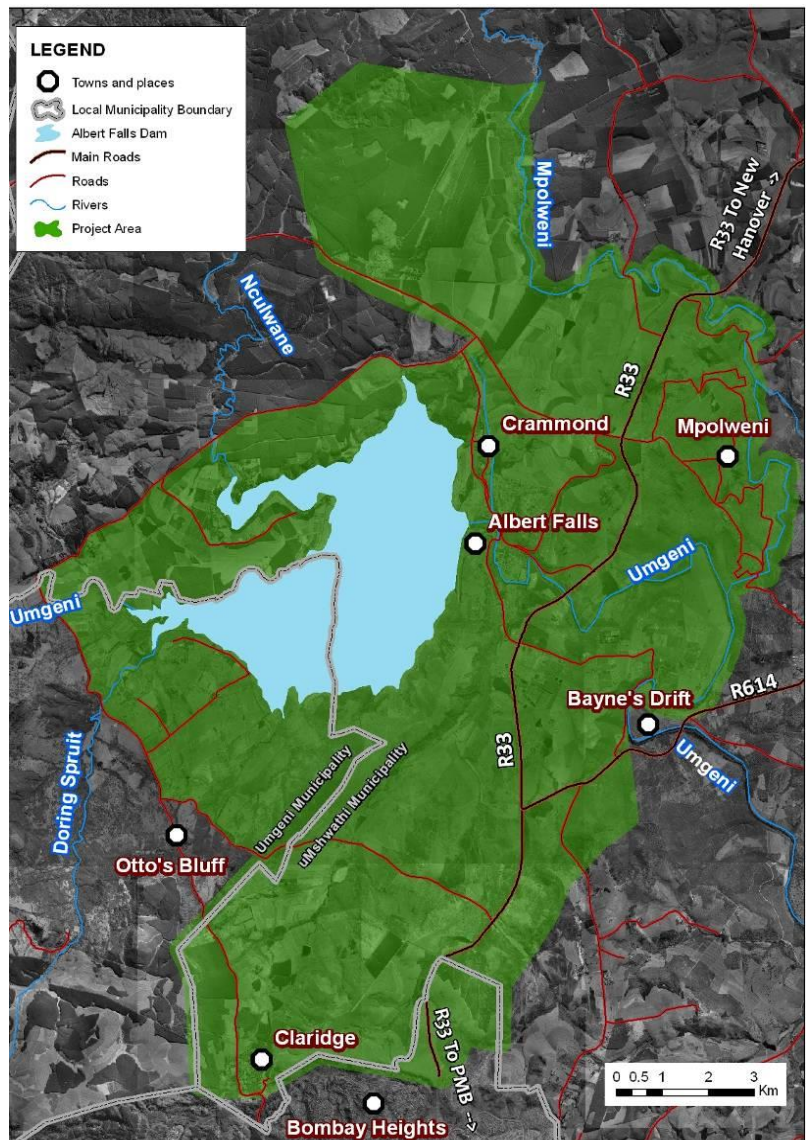 LEGEND
Towns and places
Local Municipality Boundary
Albert Falls Dam
Main Roads
Roads
Rivers
Project Area
Mpolweni
R33 To New
Hanover -->
Nculwane
R33
Crammond
Mpolweni
Albert Falls
Umgeni
Umgeni
R614
Bayne's Drift
Umgeni
R33
Doring Spruit
Umgeni Municipality
uMshwathi Municipality
Otto's Bluff
Claridge
R33 To PMB -->
Bombay Heights
0 0.5 1 2 3
Km